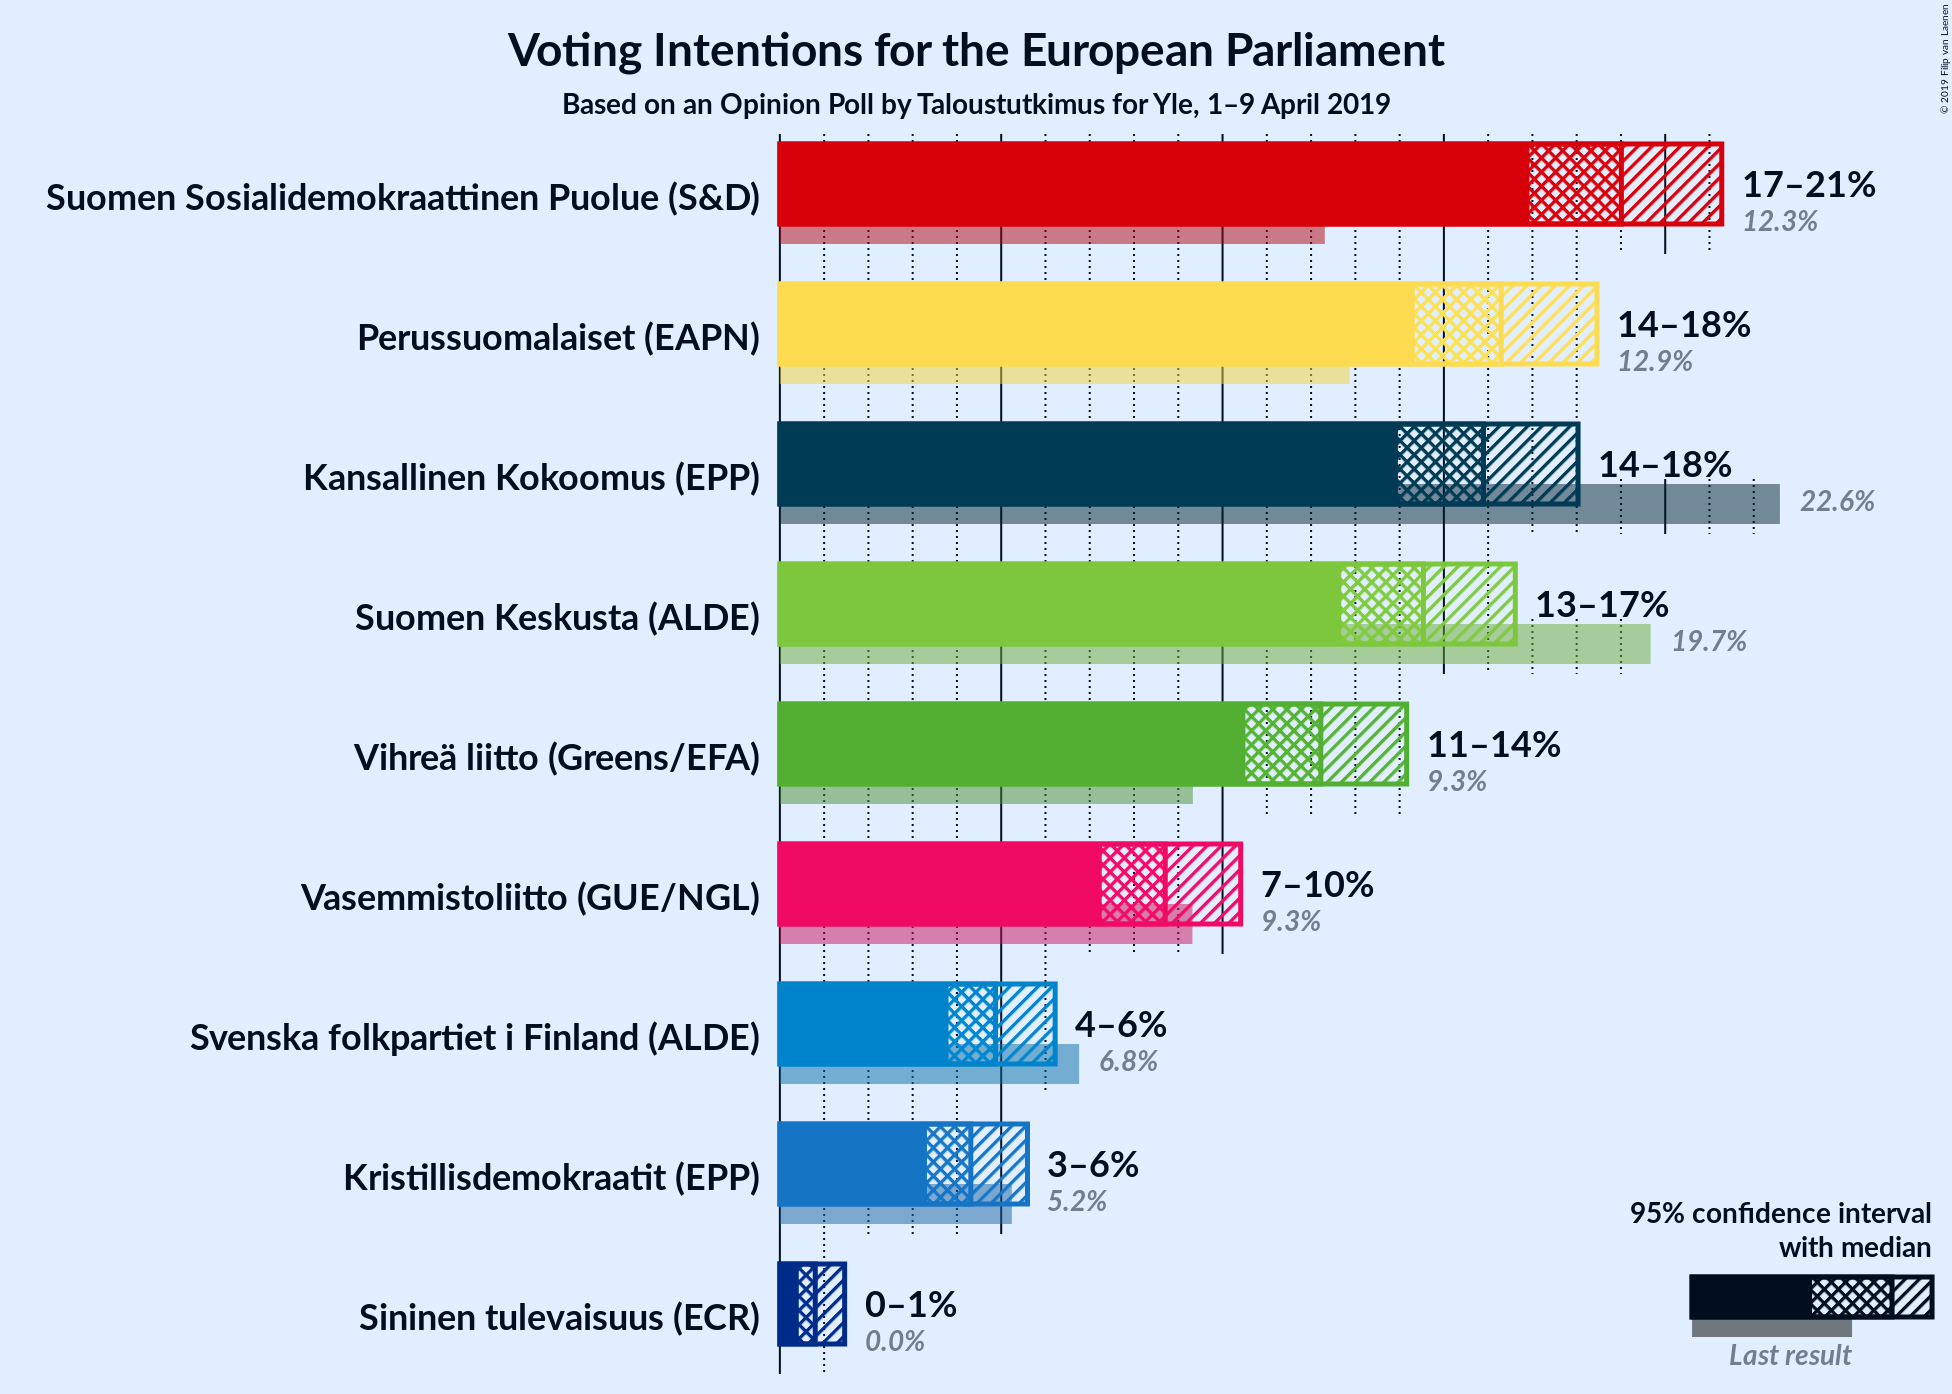 Voting Intentions for the European Parliament
Based on an Opinion Poll by Taloustutkimus for Yle, 1–9 April 2019
© 2019 Filip van Laenen
Suomen Sosialidemokraattinen Puolue (S&D)
17–21%
12.3%
Perussuomalaiset (EAPN)
14–18%
12.9%
Kansallinen Kokoomus (EPP)
14–18%
22.6%
Suomen Keskusta (ALDE)
13–17%
19.7%
Vihreä liitto (Greens/EFA)
11–14%
9.3%
Vasemmistoliitto (GUE/NGL)
7–10%
9.3%
Svenska folkpartiet i Finland (ALDE)
4–6%
6.8%
Kristillisdemokraatit (EPP)
3–6%
5.2%
Sininen tulevaisuus (ECR)
0–1%
0.0%
95% confidence interval
with median
Last result